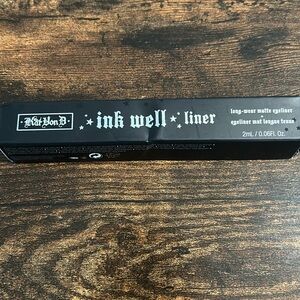 Kat Von D
ink well liner
long-wear matte eyeliner
eyeliner mat longue tenue
2mL / 0.06Fl. Oz.